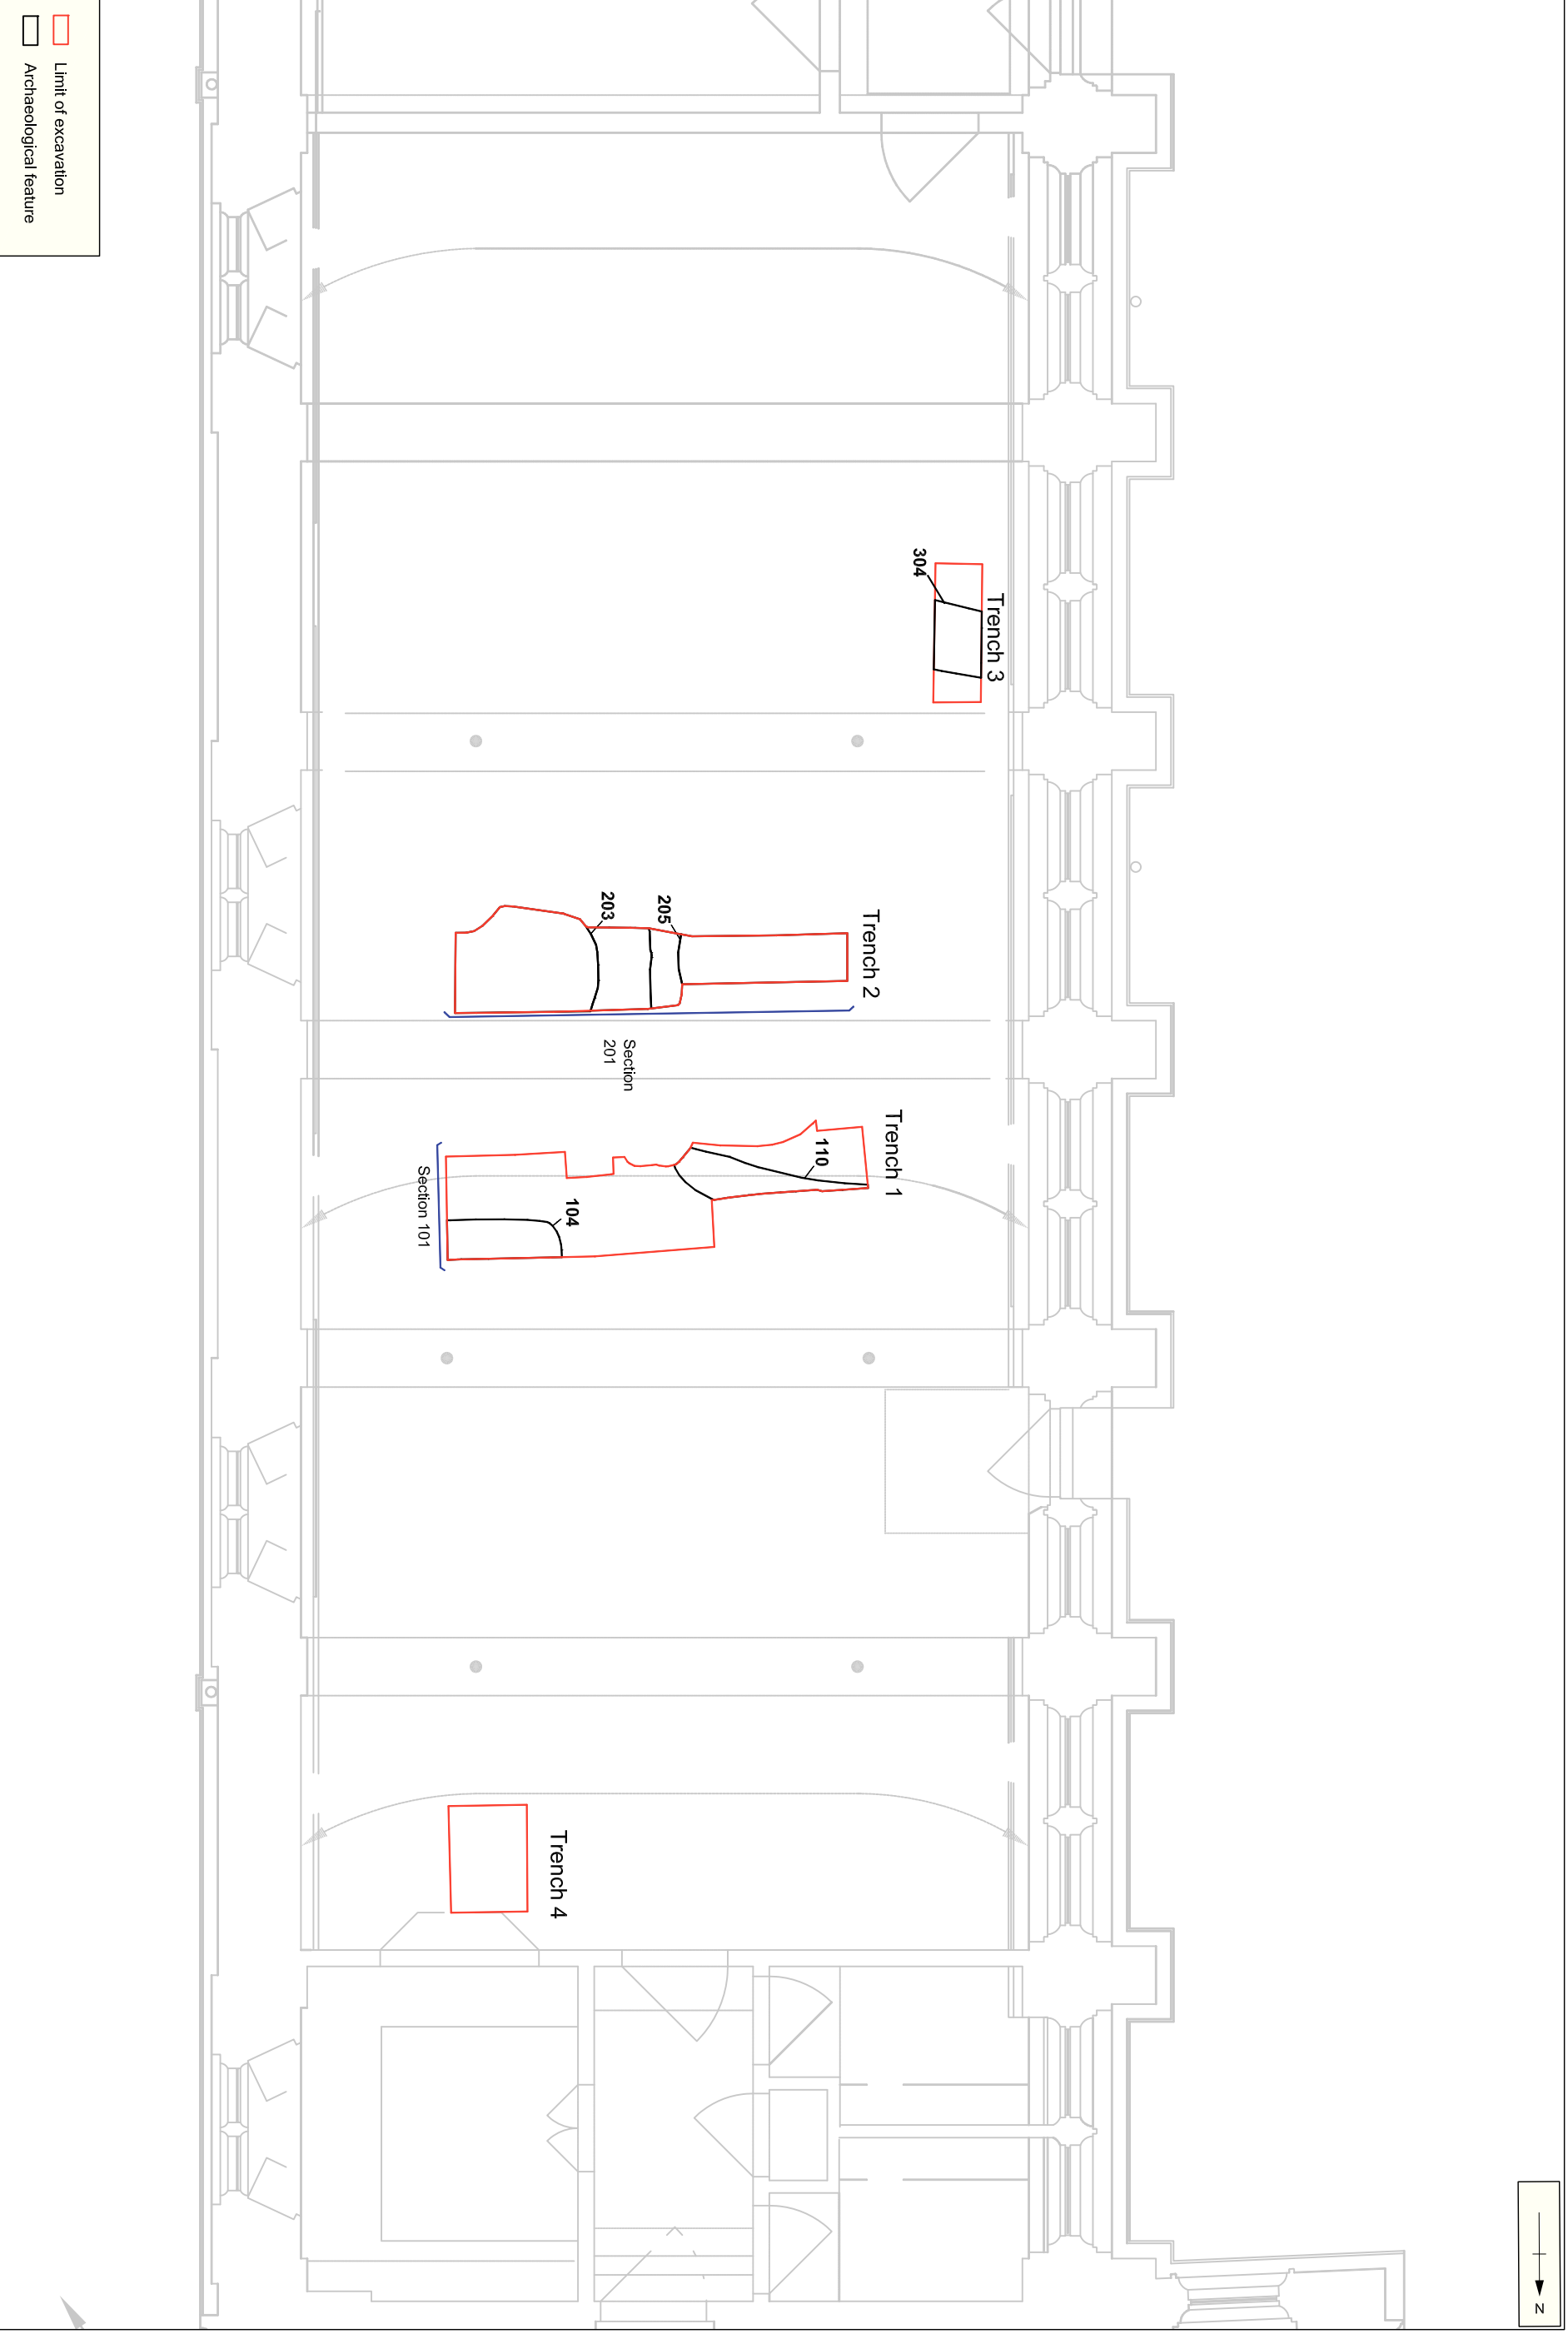 Limit of excavation
Archaeological feature
Trench 3
304
Trench 2
205
203
Section
201
Trench 1
110
104
Section 101
Trench 4
N